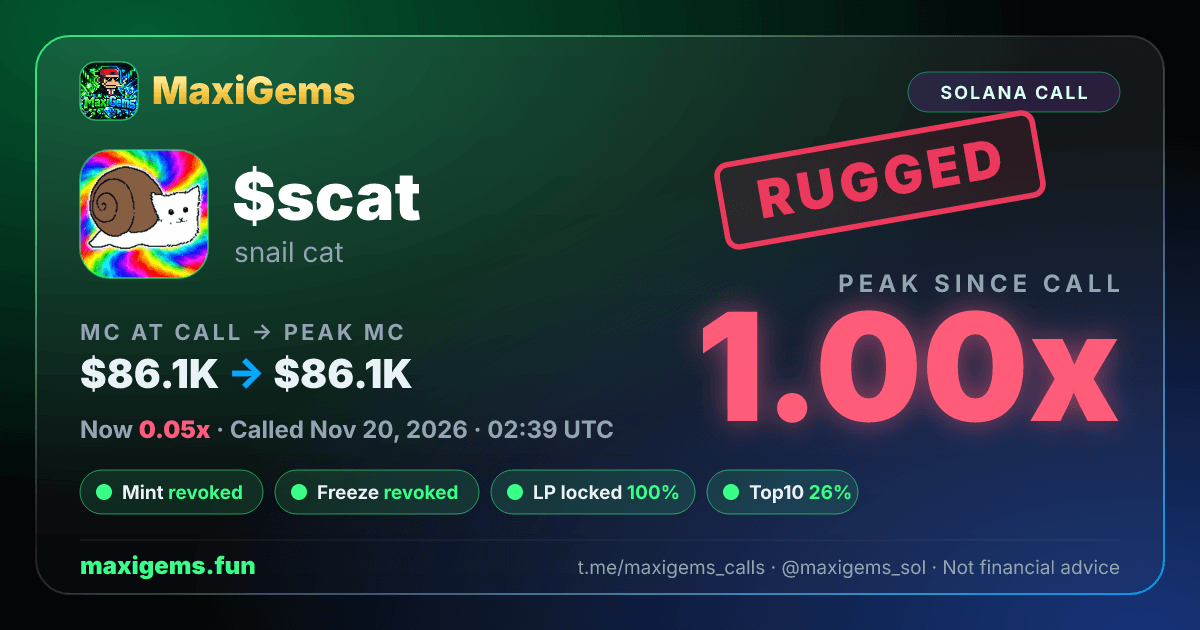 MaxiGems
MaxiGems
SOLANA CALL
RUGGED
$scat
snail cat
PEAK SINCE CALL
1.00x
MC AT CALL → PEAK MC
$86.1K → $86.1K
Now 0.05x · Called Nov 20, 2026 · 02:39 UTC
Mint revoked
Freeze revoked
LP locked 100%
Top10 26%
maxigems.fun
t.me/maxigems_calls · @maxigems_sol · Not financial advice